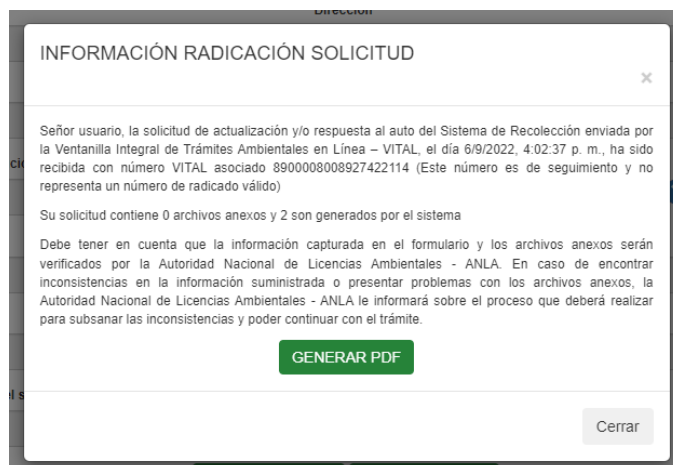 Dirección
INFORMACIÓN RADICACIÓN SOLICITUD
×
Señor usuario, la solicitud de actualización y/o respuesta al auto del Sistema de Recolección enviada por
la Ventanilla Integral de Trámites Ambientales en Línea – VITAL, el día 6/9/2022, 4:02:37 p. m., ha sido
recibida con número VITAL asociado 8900008008927422114 (Este número es de seguimiento y no
representa un número de radicado válido)
Su solicitud contiene 0 archivos anexos y 2 son generados por el sistema
Debe tener en cuenta que la información capturada en el formulario y los archivos anexos serán
verificados por la Autoridad Nacional de Licencias Ambientales - ANLA. En caso de encontrar
inconsistencias en la información suministrada o presentar problemas con los archivos anexos, la
Autoridad Nacional de Licencias Ambientales - ANLA le informará sobre el proceso que deberá realizar
para subsanar las inconsistencias y poder continuar con el trámite.
GENERAR PDF
Cerrar